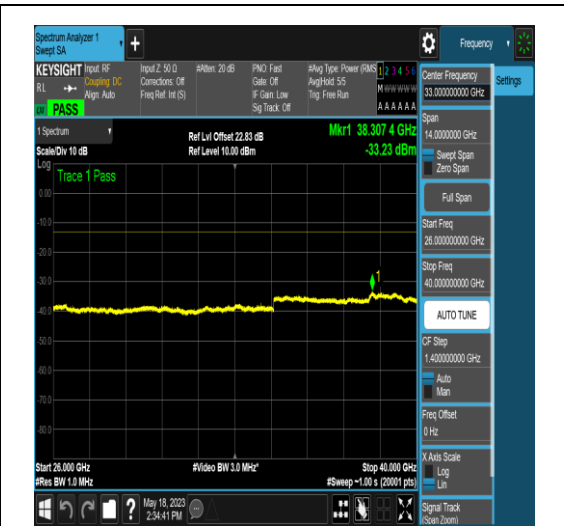 Spectrum Analyzer 1
Swept SA
+
Frequency
KEYSIGHT Input: RF
RL Coupling: DC
Align: Auto
PASS
Input Z: 50 Ω
Corrections: Off
Freq Ref: Int (S)
#Atten: 20 dB
PNO: Fast
Gate: Off
IF Gain: Low
Sig Track: Off
#Avg Type: Power (RMS
Avg|Hold: 5/5
Trig: Free Run
1 2 3 4 5 6
M W W W W W
A A A A A A
Center Frequency
33.000000000 GHz
Settings
Span
14.0000000 GHz
Swept Span
Zero Span
Full Span
Start Freq
26.000000000 GHz
Stop Freq
40.000000000 GHz
AUTO TUNE
CF Step
1.400000000 GHz
Auto
Man
Freq Offset
0 Hz
X Axis Scale
Log
Lin
Signal Track
(Span Zoom)
1 Spectrum
Scale/Div 10 dB
Ref Lvl Offset 22.83 dB
Ref Level 10.00 dBm
Mkr1 38.307 4 GHz
-33.23 dBm
Log
Trace 1 Pass
0.00
-10.0
-20.0
-30.0
-40.0
-50.0
-60.0
-70.0
-80.0
1
Start 26.000 GHz
#Res BW 1.0 MHz
#Video BW 3.0 MHz*
Stop 40.000 GHz
#Sweep ~1.00 s (20001 pts)
?
May 18, 2023
2:34:41 PM